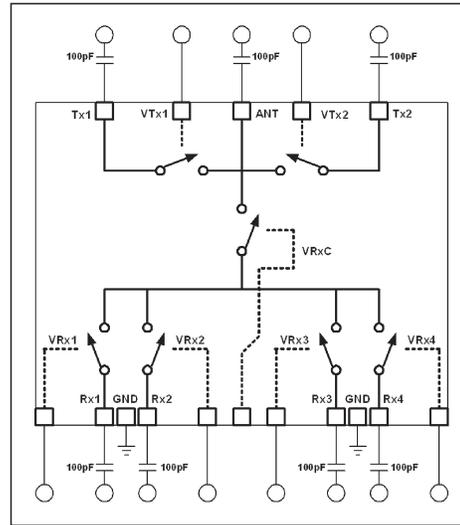 100pF 100pF 100pF
Tx1 VTx1 ANT VTx2 Tx2
VRxC
VRx1 VRx2 VRx3 VRx4
Rx1 GND Rx2 Rx3 GND Rx4
100pF 100pF 100pF 100pF